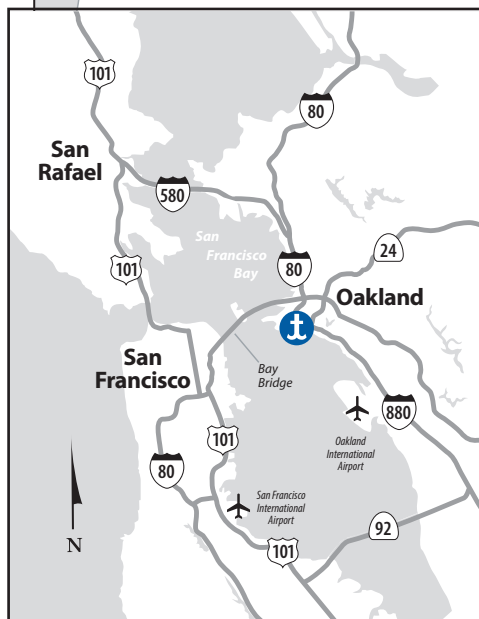 101
80
San
Rafael
580
San
Francisco
Bay
24
101
80
Oakland
San
Francisco
Bay
Bridge
880
101
Oakland
International
Airport
80
San Francisco
International
Airport
92
N
101